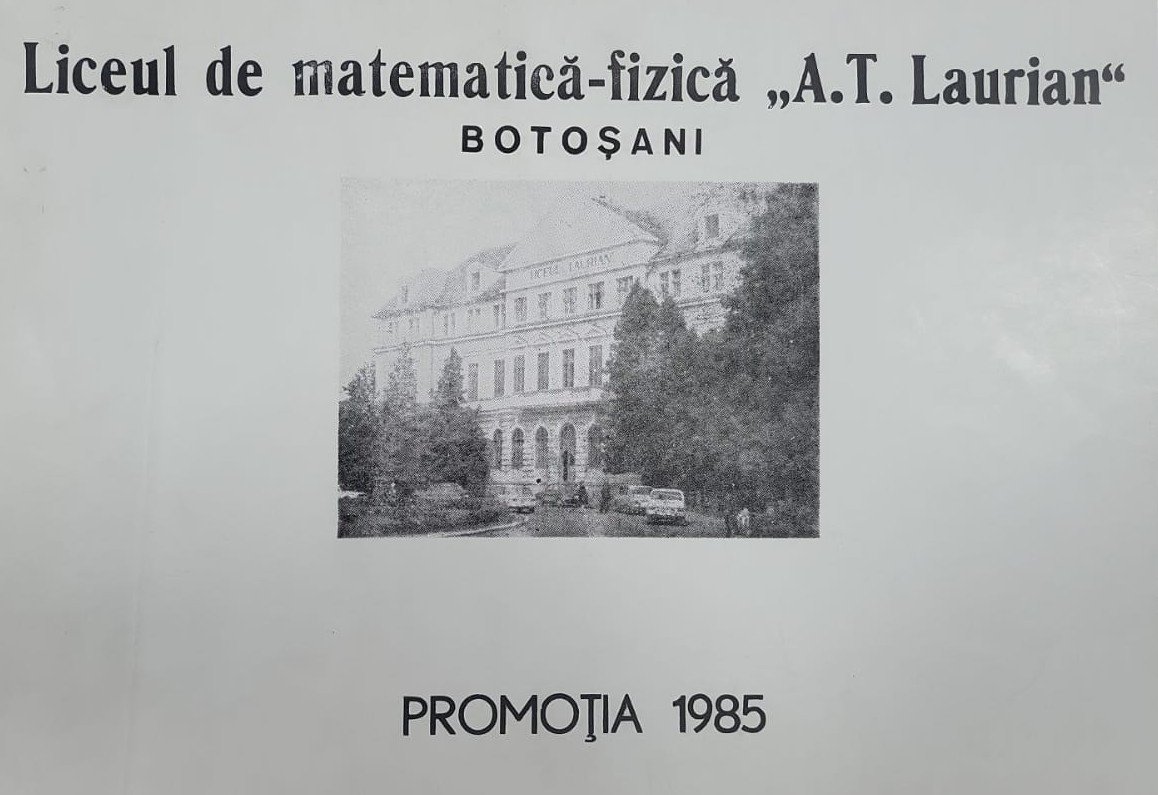 Liceul de matematică-fizică „A.T. Laurian“
BOTOŞANI
LICEUL LAURIAN
PROMOŢIA 1985